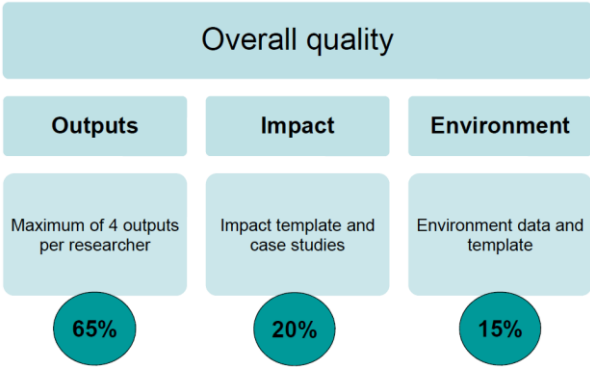 Overall quality
Outputs
Impact
Environment
Maximum of 4 outputs
per researcher
Impact template and
case studies
Environment data and
template
65%
20%
15%